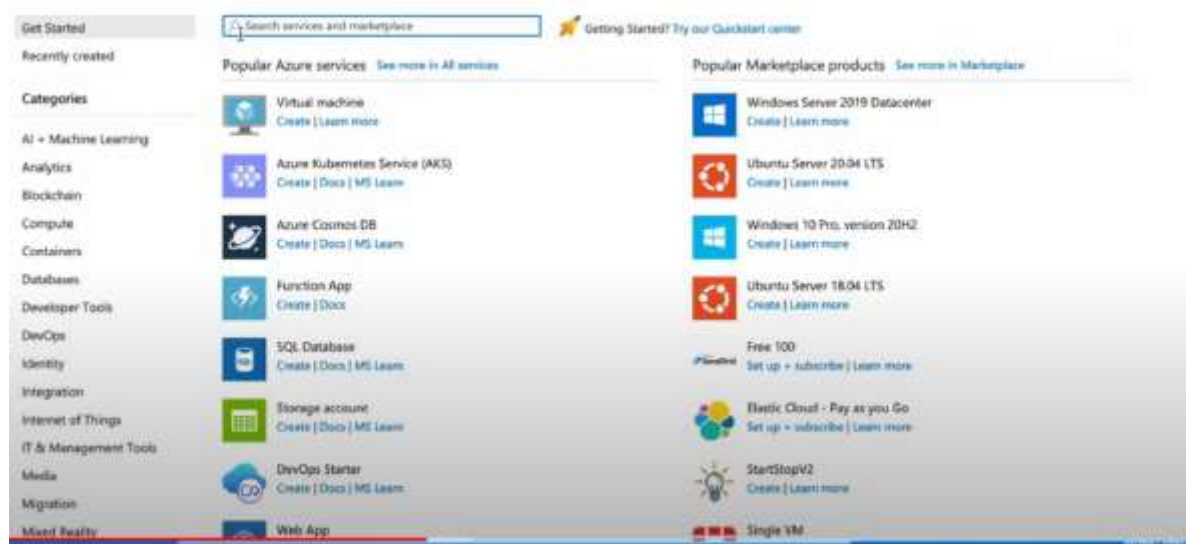 Get Started
Recently created
Categories
AI + Machine Learning
Analytics
Blockchain
Compute
Containers
Databases
Developer Tools
DevOps
Identity
Integration
Internet of Things
IT & Management Tools
Media
Migration
Mixed Reality
Search services and marketplace
Getting Started? Try our Quickstart center
Popular Azure services See more in All services
Virtual machine
Create | Learn more
Azure Kubernetes Service (AKS)
Create | Docs | MS Learn
Azure Cosmos DB
Create | Docs | MS Learn
Function App
Create | Docs
SQL Database
Create | Docs | MS Learn
Storage account
Create | Docs | MS Learn
DevOps Starter
Create | Docs | MS Learn
Web App
Popular Marketplace products See more in Marketplace
Windows Server 2019 Datacenter
Create | Learn more
Ubuntu Server 20.04 LTS
Create | Learn more
Windows 10 Pro, version 20H2
Create | Learn more
Ubuntu Server 18.04 LTS
Create | Learn more
Free 100
Set up + subscribe | Learn more
Elastic Cloud - Pay as you Go
Set up + subscribe | Learn more
StartStopV2
Create | Learn more
Single VM